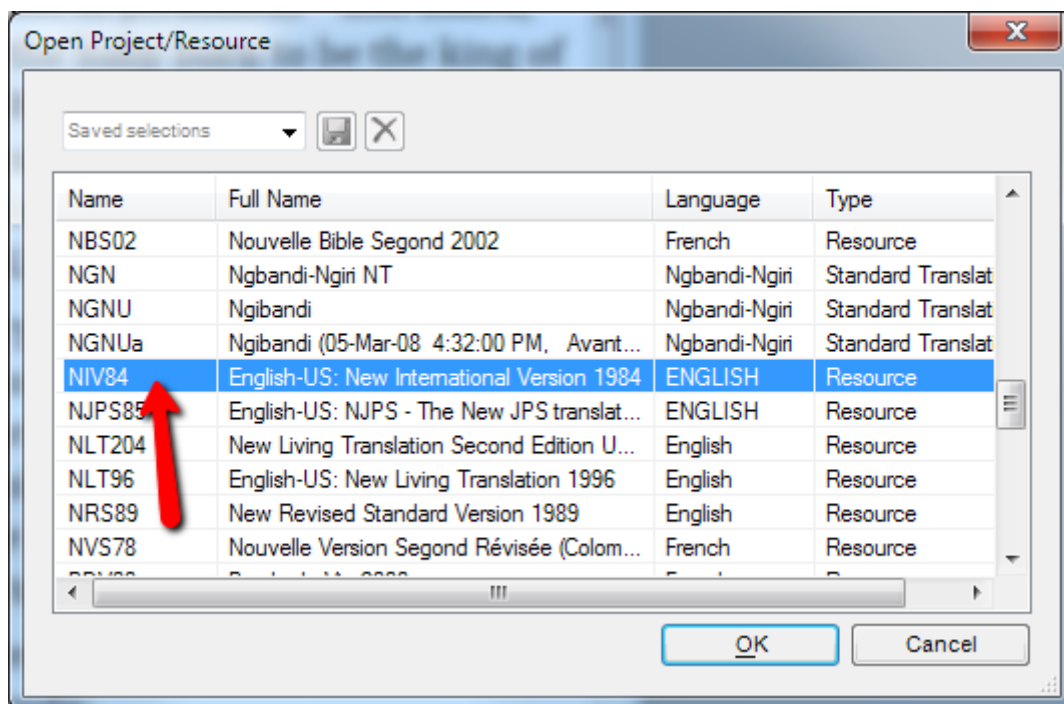 Open Project/Resource
to be the king of
Saved selections
Name Full Name Language Type
NBS02 Nouvelle Bible Segond 2002 French Resource
NGN Ngbandi-Ngiri NT Ngbandi-Ngiri Standard Translat
NGNU Ngibandi Ngbandi-Ngiri Standard Translat
NGNUa Ngibandi (05-Mar-08 4:32:00 PM, Avant... Ngbandi-Ngiri Standard Translat
NIV84 English-US: New International Version 1984 ENGLISH Resource
NJPS85 English-US: NJPS - The New JPS translat... ENGLISH Resource
NLT204 New Living Translation Second Edition U... English Resource
NLT96 English-US: New Living Translation 1996 English Resource
NRS89 New Revised Standard Version 1989 English Resource
NVS78 Nouvelle Version Segond Révisée (Colom... French Resource
OK Cancel